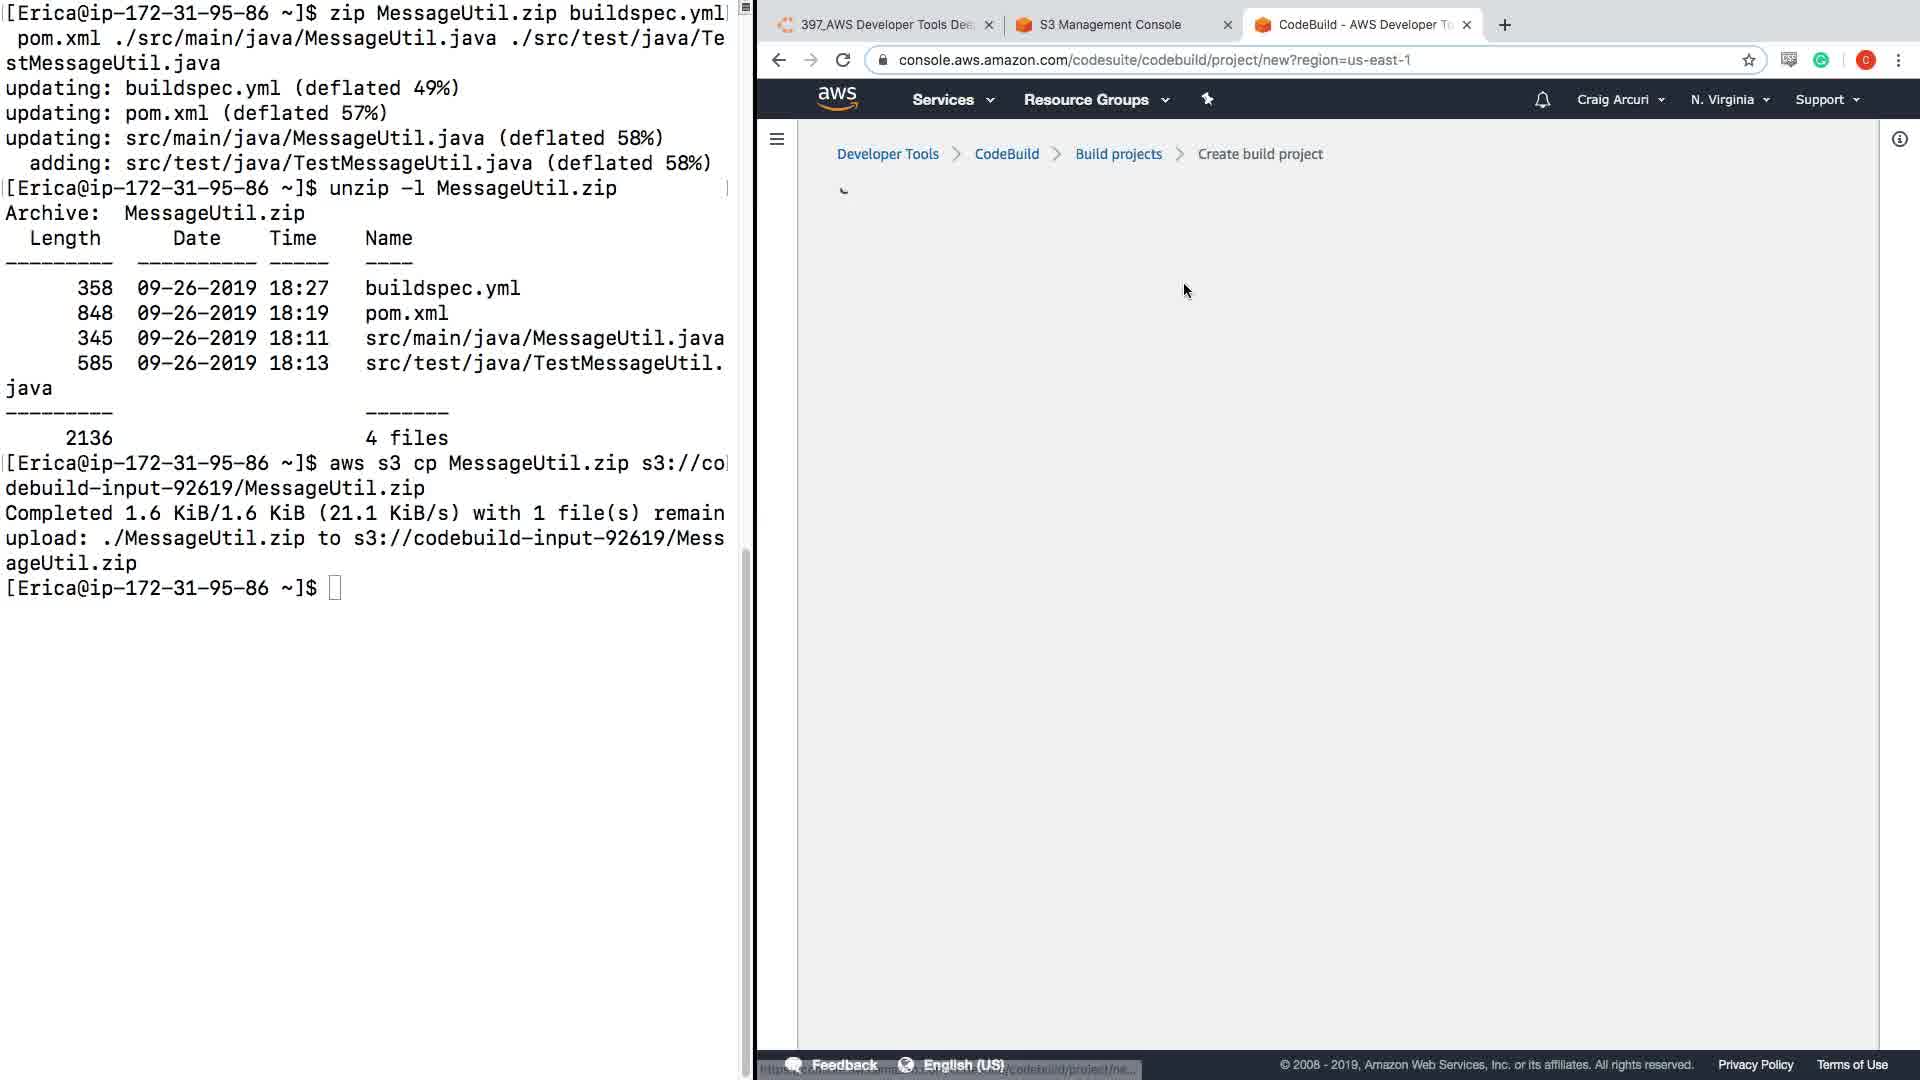 [Erica@ip-172-31-95-86 ~]$ zip MessageUtil.zip buildspec.yml
pom.xml ./src/main/java/MessageUtil.java ./src/test/java/Te
stMessageUtil.java
updating: buildspec.yml (deflated 49%)
updating: pom.xml (deflated 57%)
updating: src/main/java/MessageUtil.java (deflated 58%)
adding: src/test/java/TestMessageUtil.java (deflated 58%)
[Erica@ip-172-31-95-86 ~]$ unzip -l MessageUtil.zip
Archive:  MessageUtil.zip
Length      Date    Time    Name
---------  ---------- -----   ----
358  09-26-2019 18:27   buildspec.yml
848  09-26-2019 18:19   pom.xml
345  09-26-2019 18:11   src/main/java/MessageUtil.java
585  09-26-2019 18:13   src/test/java/TestMessageUtil.
java
---------                     -------
2136                     4 files
[Erica@ip-172-31-95-86 ~]$ aws s3 cp MessageUtil.zip s3://co
debuild-input-92619/MessageUtil.zip
Completed 1.6 KiB/1.6 KiB (21.1 KiB/s) with 1 file(s) remain
upload: ./MessageUtil.zip to s3://codebuild-input-92619/Mess
ageUtil.zip
[Erica@ip-172-31-95-86 ~]$
397_AWS Developer Tools Dee
S3 Management Console
CodeBuild - AWS Developer To
console.aws.amazon.com/codesuite/codebuild/project/new?region=us-east-1
C
aws
Services
Resource Groups
Craig Arcuri
N. Virginia
Support
Developer Tools > CodeBuild > Build projects > Create build project
Feedback
English (US)
© 2008 - 2019, Amazon Web Services, Inc. or its affiliates. All rights reserved.
Privacy Policy
Terms of Use